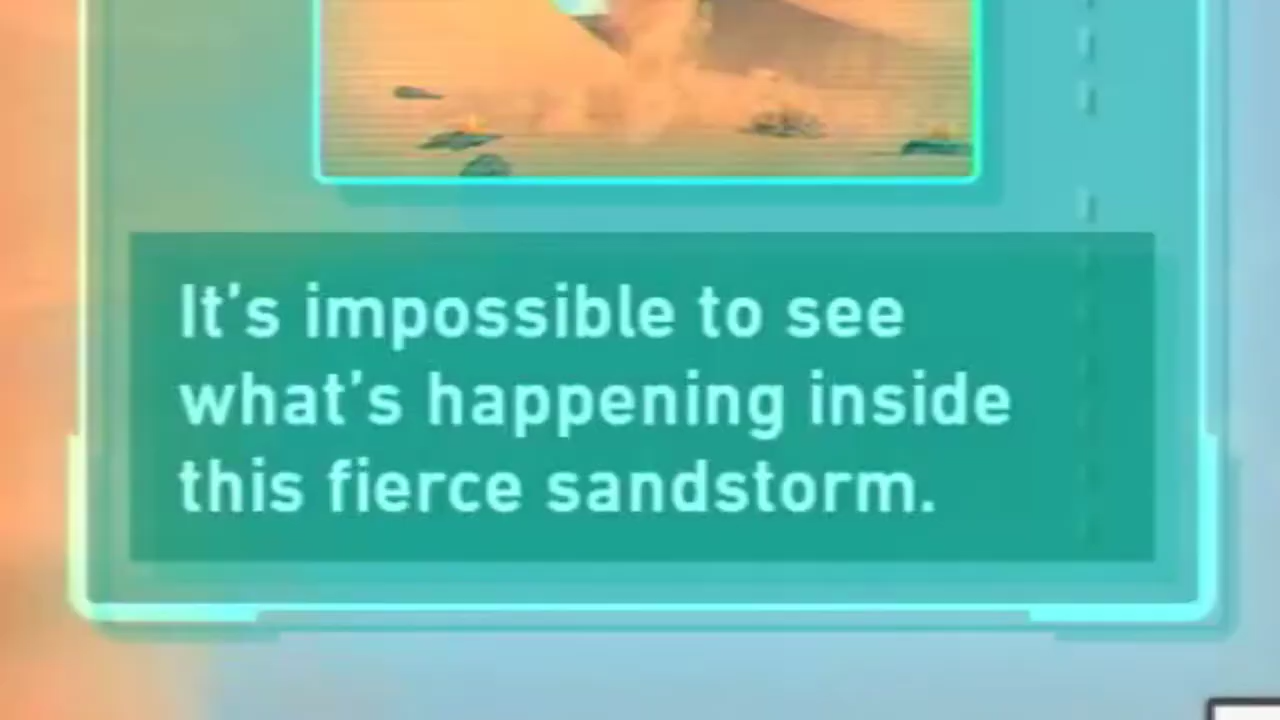 It's impossible to see
what's happening inside
this fierce sandstorm.